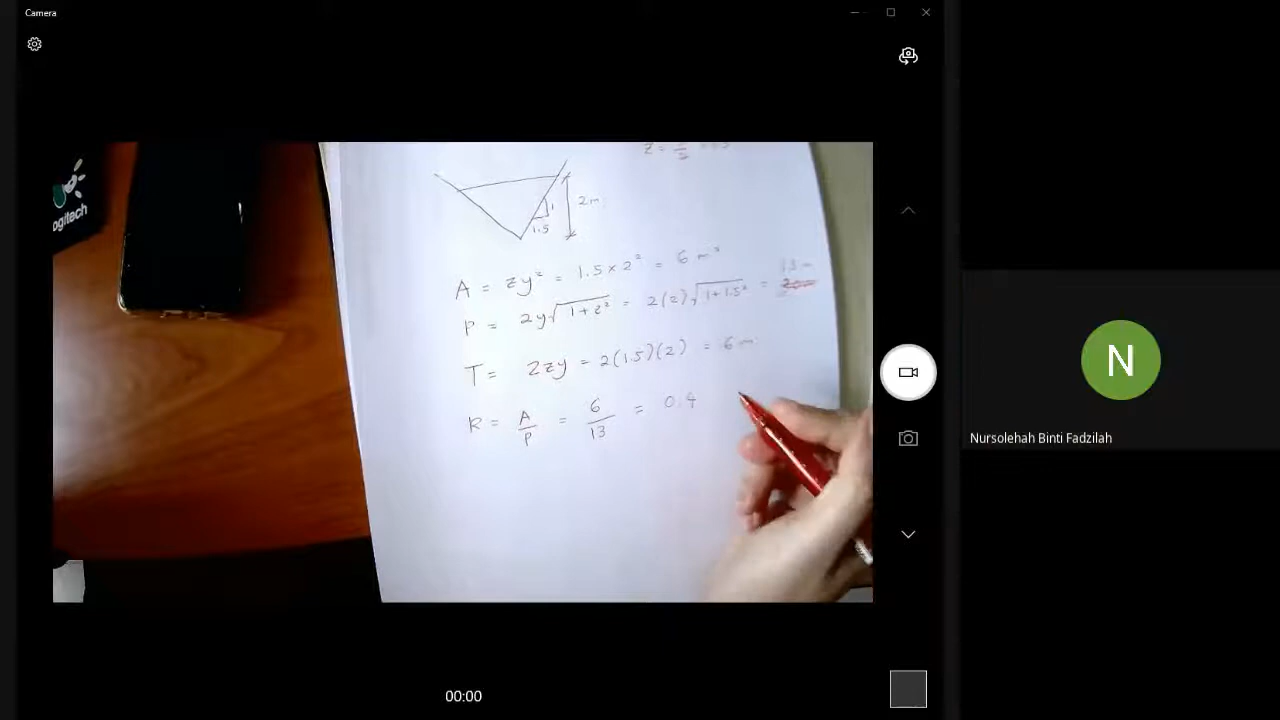 Camera
ogitech
2m
1
1.5
A = zy² = 1.5 × 2² = 6 m²
P = 2y√1+z² = 2(2)√1+1.5² = 13 m
T = 2zy = 2(1.5)(2) = 6 m
R = A/P = 6/13 = 0.4
N
Nursolehah Binti Fadzilah
00:00